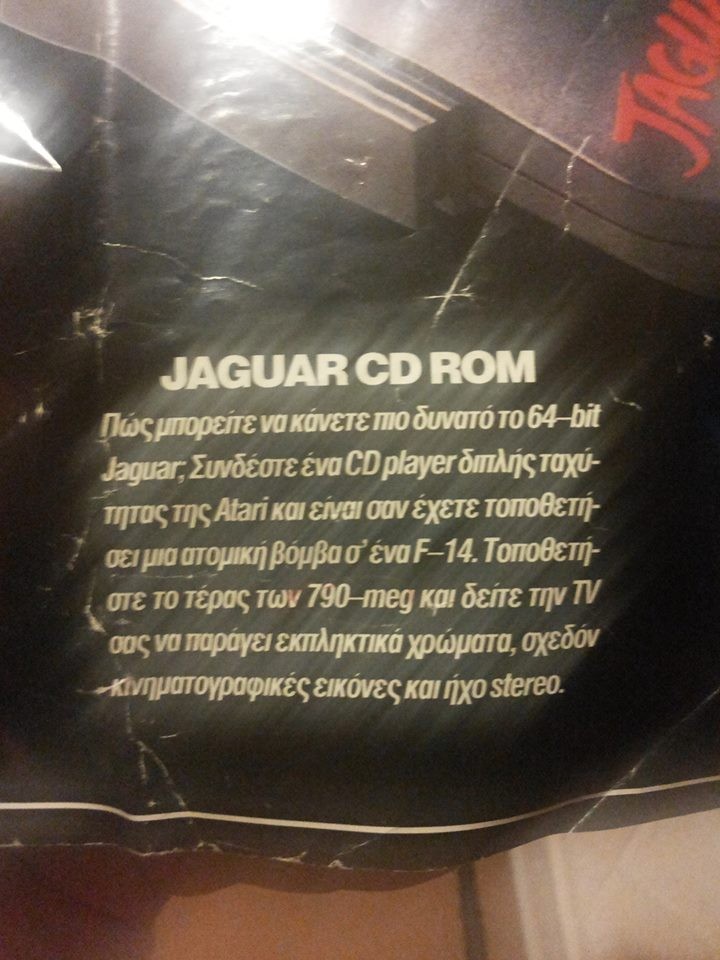 JAGU
JAGUAR CD ROM
Πώς μπορείτε να κάνετε πιο δυνατό το 64–bit
Jaguar; Συνδέστε ένα CD player διπλής ταχύ-
τητας της Atari και είναι σαν έχετε τοποθετή-
σει μια ατομική βόμβα σ' ένα F–14. Τοποθετή-
στε το τέρας των 790–meg και δείτε την TV
σας να παράγει εκπληκτικά χρώματα, σχεδόν
κινηματογραφικές εικόνες και ήχο stereo.